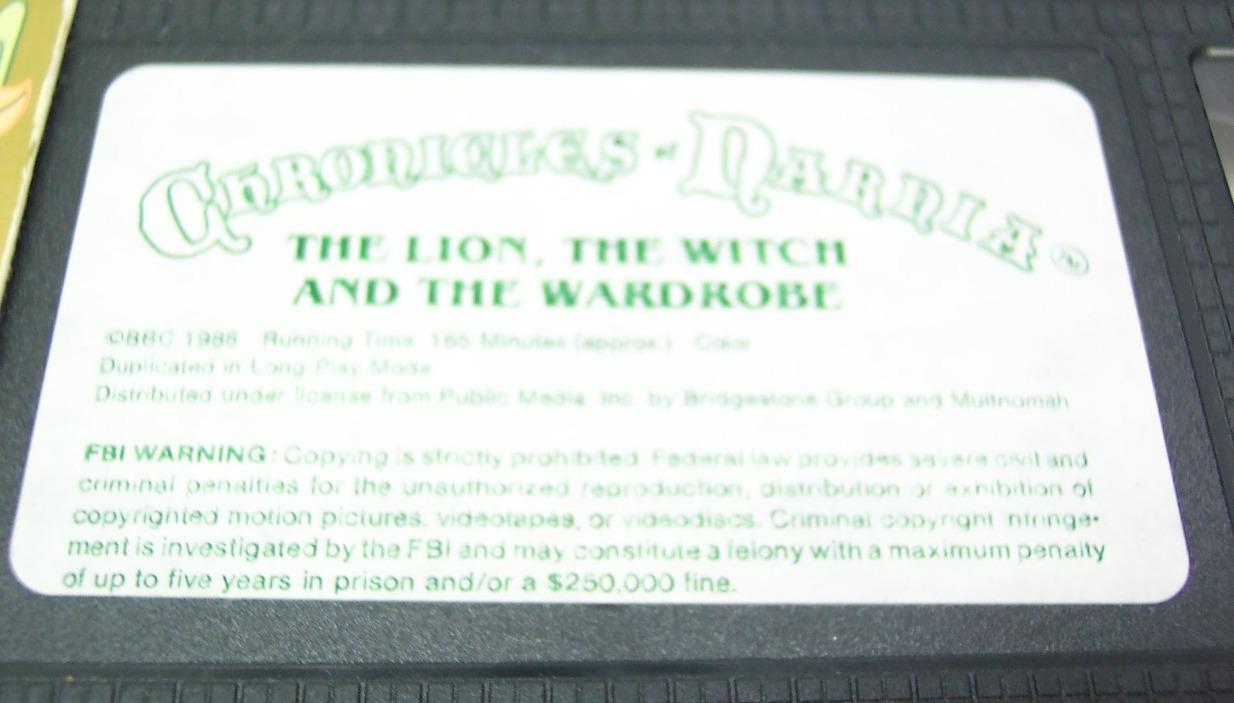 CHRONICLES of NARNIA
THE LION, THE WITCH
AND THE WARDROBE
©BBC 1988 Running Time 165 Minutes (approx.) Color
Duplicated in Long Play Mode
Distributed under license from Public Media Inc. by Bridgestone Group and Multnomah
FBI WARNING: Copying is strictly prohibited. Federal law provides severe civil and
criminal penalties for the unauthorized reproduction, distribution or exhibition of
copyrighted motion pictures, videotapes, or videodiscs. Criminal copyright infringe-
ment is investigated by the FBI and may constitute a felony with a maximum penalty
of up to five years in prison and/or a $250,000 fine.